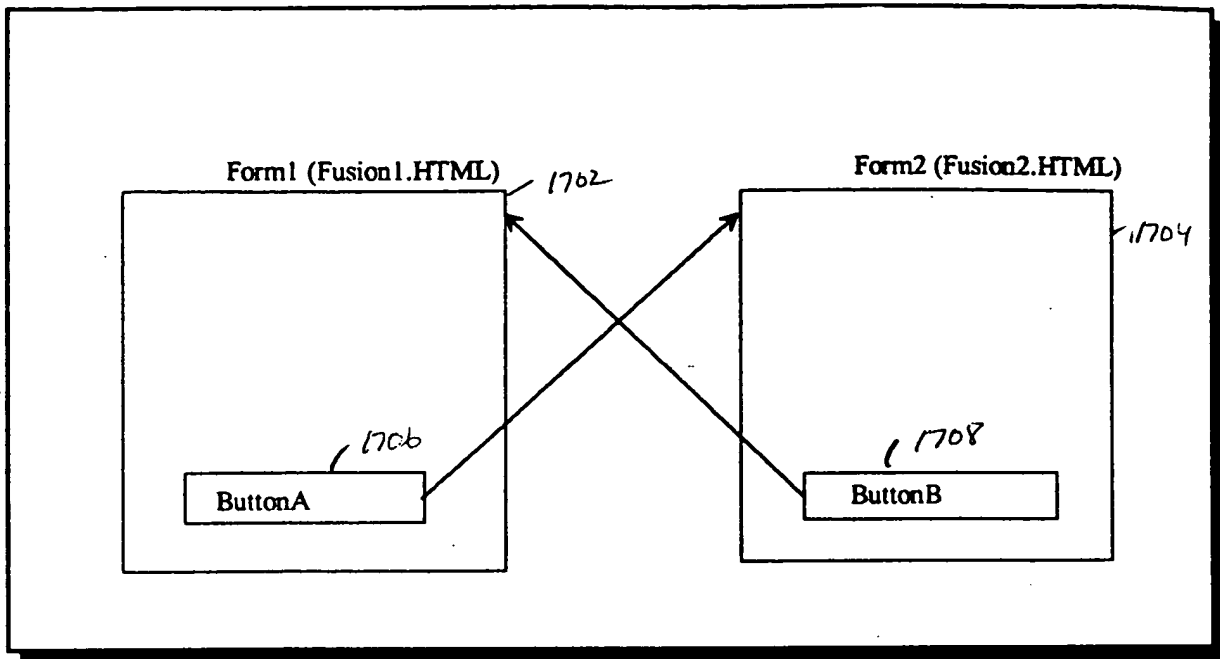 Form1 (Fusion1.HTML)
1702
Form2 (Fusion2.HTML)
1704
1706
ButtonA
1708
ButtonB